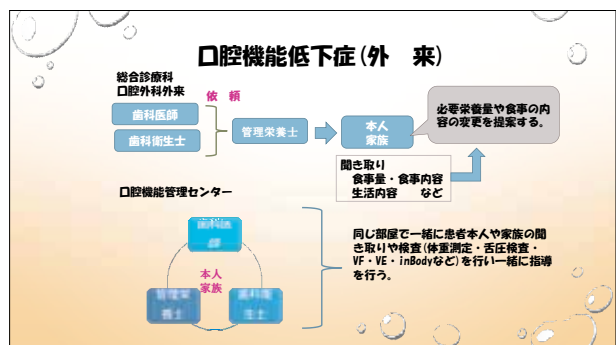 口腔機能低下症(外　来)
総合診療科
口腔外科外来
依　頼
歯科医師
歯科衛生士
管理栄養士
本人
家族
必要栄養量や食事の内
容の変更を提案する。
聞き取り
食事量・食事内容
生活内容　　など
口腔機能管理センター
本人
家族
同じ部屋で一緒に患者本人や家族の聞
き取りや検査(体重測定・舌圧検査・
VF・VE・inBodyなど)を行い一緒に指導
を行う。